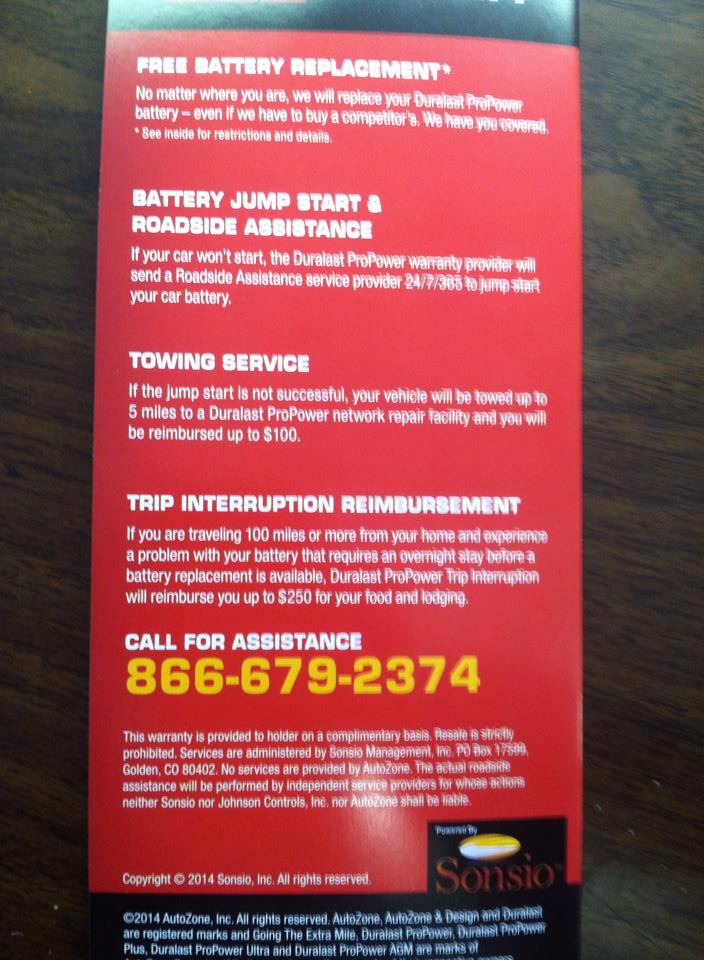 FREE BATTERY REPLACEMENT*
No matter where you are, we will replace your Duralast ProPower
battery – even if we have to buy a competitor's. We have you covered.
* See inside for restrictions and details.
BATTERY JUMP START &
ROADSIDE ASSISTANCE
If your car won't start, the Duralast ProPower warranty provider will
send a Roadside Assistance service provider 24/7/365 to jump start
your car battery.
TOWING SERVICE
If the jump start is not successful, your vehicle will be towed up to
5 miles to a Duralast ProPower network repair facility and you will
be reimbursed up to $100.
TRIP INTERRUPTION REIMBURSEMENT
If you are traveling 100 miles or more from your home and experience
a problem with your battery that requires an overnight stay before a
battery replacement is available, Duralast ProPower Trip Interruption
will reimburse you up to $250 for your food and lodging.
CALL FOR ASSISTANCE
866-679-2374
This warranty is provided to holder on a complimentary basis. Resale is strictly
prohibited. Services are administered by Sonsio Management, Inc. PO Box 17599,
Golden, CO 80402. No services are provided by AutoZone. The actual roadside
assistance will be performed by independent service providers for whose actions
neither Sonsio nor Johnson Controls, Inc. nor AutoZone shall be liable.
Powered By
Sonsio™
Copyright © 2014 Sonsio, Inc. All rights reserved.
©2014 AutoZone, Inc. All rights reserved. AutoZone, AutoZone & Design and Duralast
are registered marks and Going The Extra Mile, Duralast ProPower, Duralast ProPower
Plus, Duralast ProPower Ultra and Duralast ProPower AGM are marks of